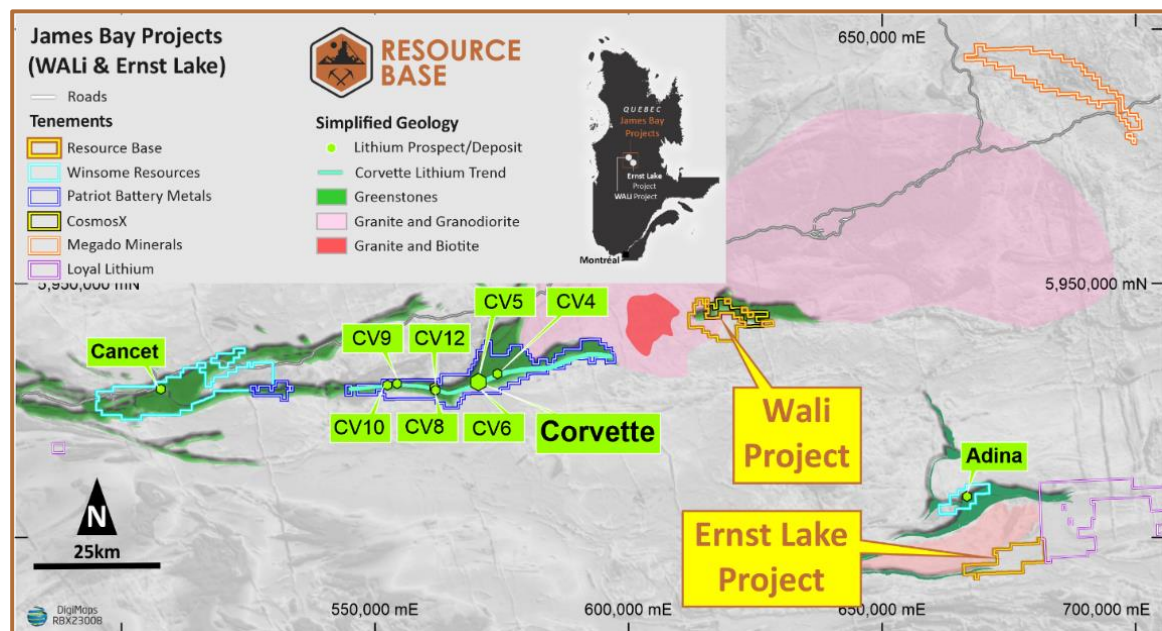 James Bay Projects
(WALi & Ernst Lake)
Roads
Tenements
Resource Base
Winsome Resources
Patriot Battery Metals
CosmosX
Megado Minerals
Loyal Lithium
RESOURCE
BASE
Simplified Geology
Lithium Prospect/Deposit
Corvette Lithium Trend
Greenstones
Granite and Granodiorite
Granite and Biotite
QUEBEC
James Bay
Projects
Ernst Lake
Project
WALi Project
Montréal
650,000 mE
5,950,000 mN
5,950,000 mN
CV5
CV4
CV9
CV12
Cancet
CV10
CV8
CV6
Corvette
Wali
Project
Adina
Ernst Lake
Project
N
25km
DigiMaps
RBX23008
550,000 mE
600,000 mE
650,000 mE
700,000 mE